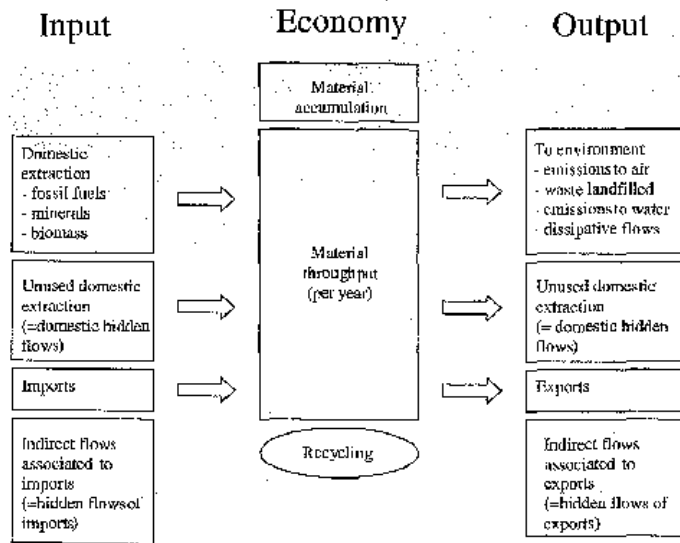 Input
Economy
Output
Material
accumulation
Domestic
extraction
- fossil fuels
- minerals
- biomass
Material
throughput
(per year)
To environment
- emissions to air
- waste landfilled
- emissions to water
- dissipative flows
Unused domestic
extraction
(=domestic hidden
flows)
Unused domestic
extraction
(= domestic hidden
flows)
Imports
Exports
Recycling
Indirect flows
associated to
imports
(=hidden flows of
imports)
Indirect flows
associated to
exports
(=hidden flows of
exports)